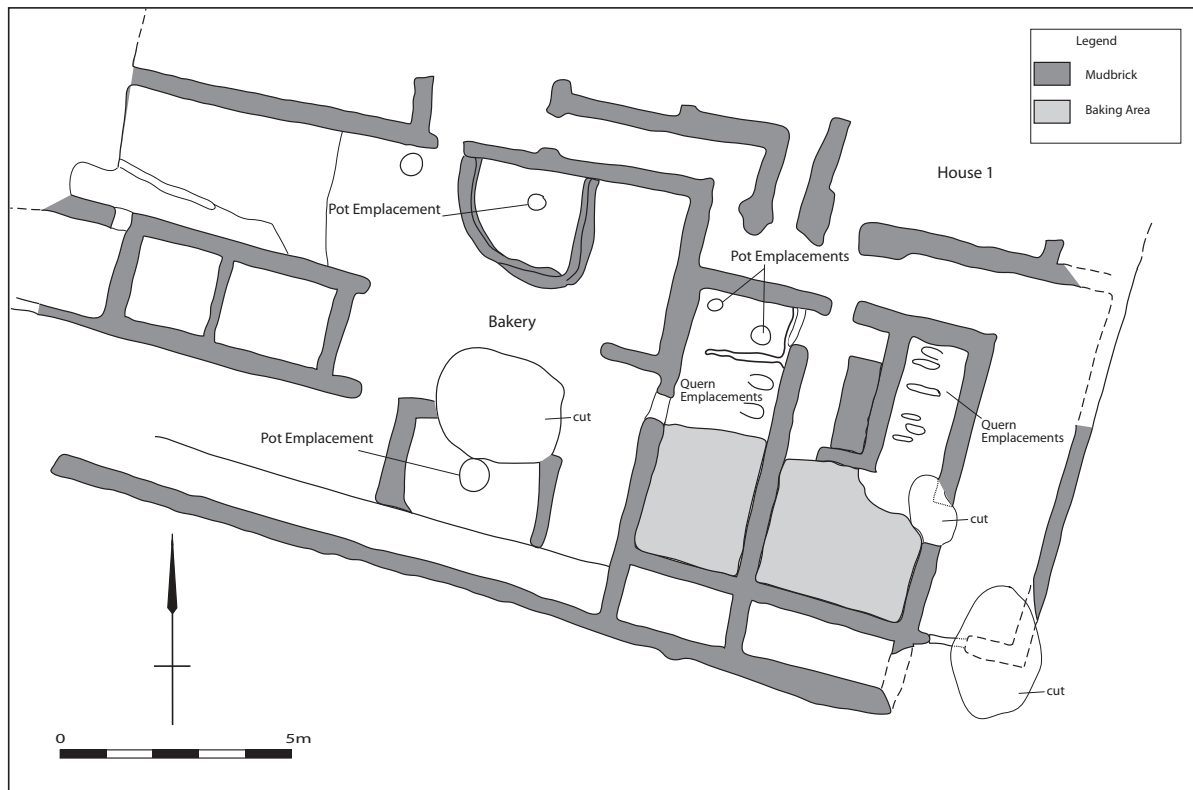 Legend
Mudbrick
Baking Area
House 1
Pot Emplacement
Pot Emplacements
Bakery
Quern
Emplacements
Quern
Emplacements
cut
Pot Emplacement
cut
cut
0
5m